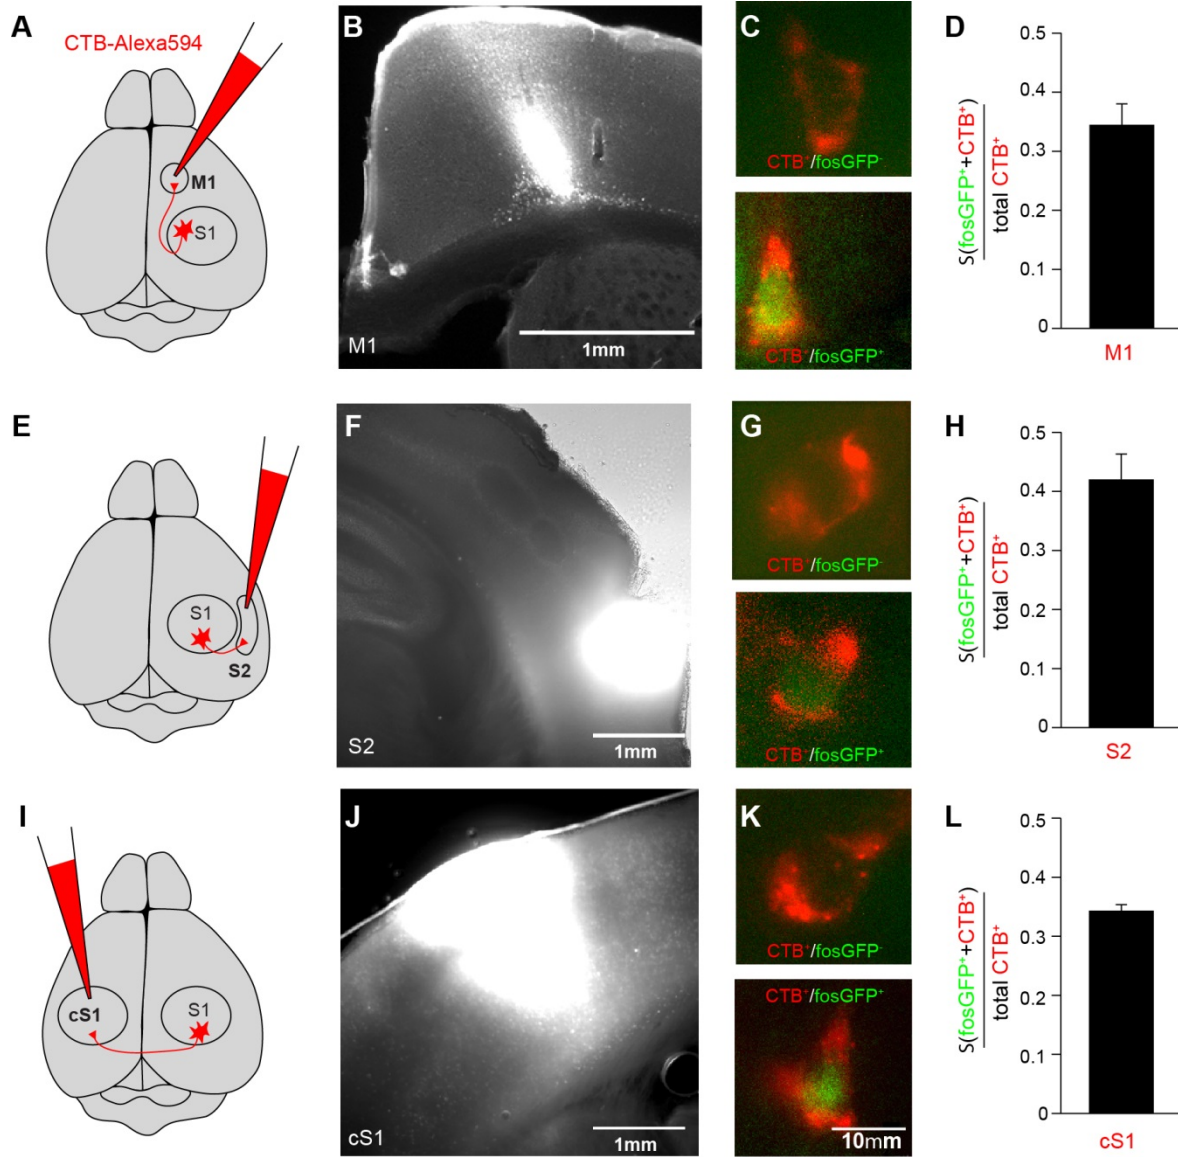 A
CTB-Alexa594
M1
S1
B
M1
1mm
C
CTB⁺/fosGFP⁻
CTB⁺/fosGFP⁺
D
S(fosGFP⁺+CTB⁺)
total CTB⁺
0.5
0.4
0.3
0.2
0.1
0
M1
E
S1
S2
F
S2
1mm
G
CTB⁺/fosGFP⁻
CTB⁺/fosGFP⁺
H
S(fosGFP⁺+CTB⁺)
total CTB⁺
0.5
0.4
0.3
0.2
0.1
0
S2
I
cS1
S1
J
cS1
1mm
K
CTB⁺/fosGFP⁻
CTB⁺/fosGFP⁺
10mm
L
S(fosGFP⁺+CTB⁺)
total CTB⁺
0.5
0.4
0.3
0.2
0.1
0
cS1